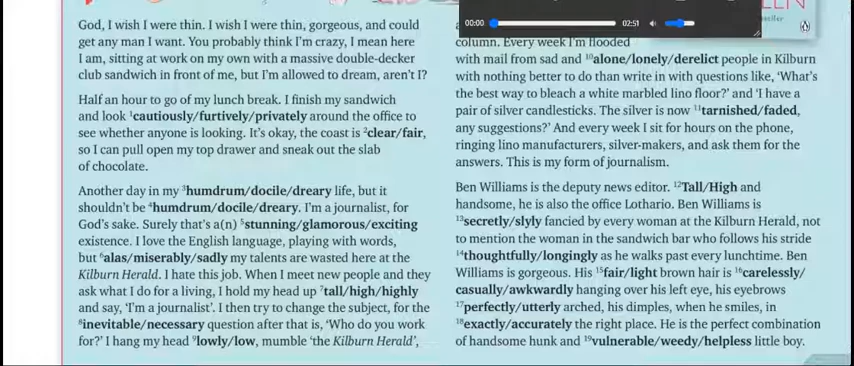 God, I wish I were thin. I wish I were thin, gorgeous, and could
get any man I want. You probably think I'm crazy, I mean here
I am, sitting at work on my own with a massive double-decker
club sandwich in front of me, but I'm allowed to dream, aren't I?
Half an hour to go of my lunch break. I finish my sandwich
and look ¹cautiously/furtively/privately around the office to
see whether anyone is looking. It's okay, the coast is ²clear/fair,
so I can pull open my top drawer and sneak out the slab
of chocolate.
Another day in my ³humdrum/docile/dreary life, but it
shouldn't be ⁴humdrum/docile/dreary. I'm a journalist, for
God's sake. Surely that's a(n) ⁵stunning/glamorous/exciting
existence. I love the English language, playing with words,
but ⁶alas/miserably/sadly my talents are wasted here at the
Kilburn Herald. I hate this job. When I meet new people and they
ask what I do for a living, I hold my head up ⁷tall/high/highly
and say, 'I'm a journalist'. I then try to change the subject, for the
⁸inevitable/necessary question after that is, 'Who do you work
for?' I hang my head ⁹lowly/low, mumble 'the Kilburn Herald',
00:00 02:51
column. Every week I'm flooded
with mail from sad and ¹⁰alone/lonely/derelict people in Kilburn
with nothing better to do than write in with questions like, 'What's
the best way to bleach a white marbled lino floor?' and 'I have a
pair of silver candlesticks. The silver is now ¹¹tarnished/faded,
any suggestions?' And every week I sit for hours on the phone,
ringing lino manufacturers, silver-makers, and ask them for the
answers. This is my form of journalism.
Ben Williams is the deputy news editor. ¹²Tall/High and
handsome, he is also the office Lothario. Ben Williams is
¹³secretly/slyly fancied by every woman at the Kilburn Herald, not
to mention the woman in the sandwich bar who follows his stride
¹⁴thoughtfully/longingly as he walks past every lunchtime. Ben
Williams is gorgeous. His ¹⁵fair/light brown hair is ¹⁶carelessly/
casually/awkwardly hanging over his left eye, his eyebrows
¹⁷perfectly/utterly arched, his dimples, when he smiles, in
¹⁸exactly/accurately the right place. He is the perfect combination
of handsome hunk and ¹⁹vulnerable/weedy/helpless little boy.